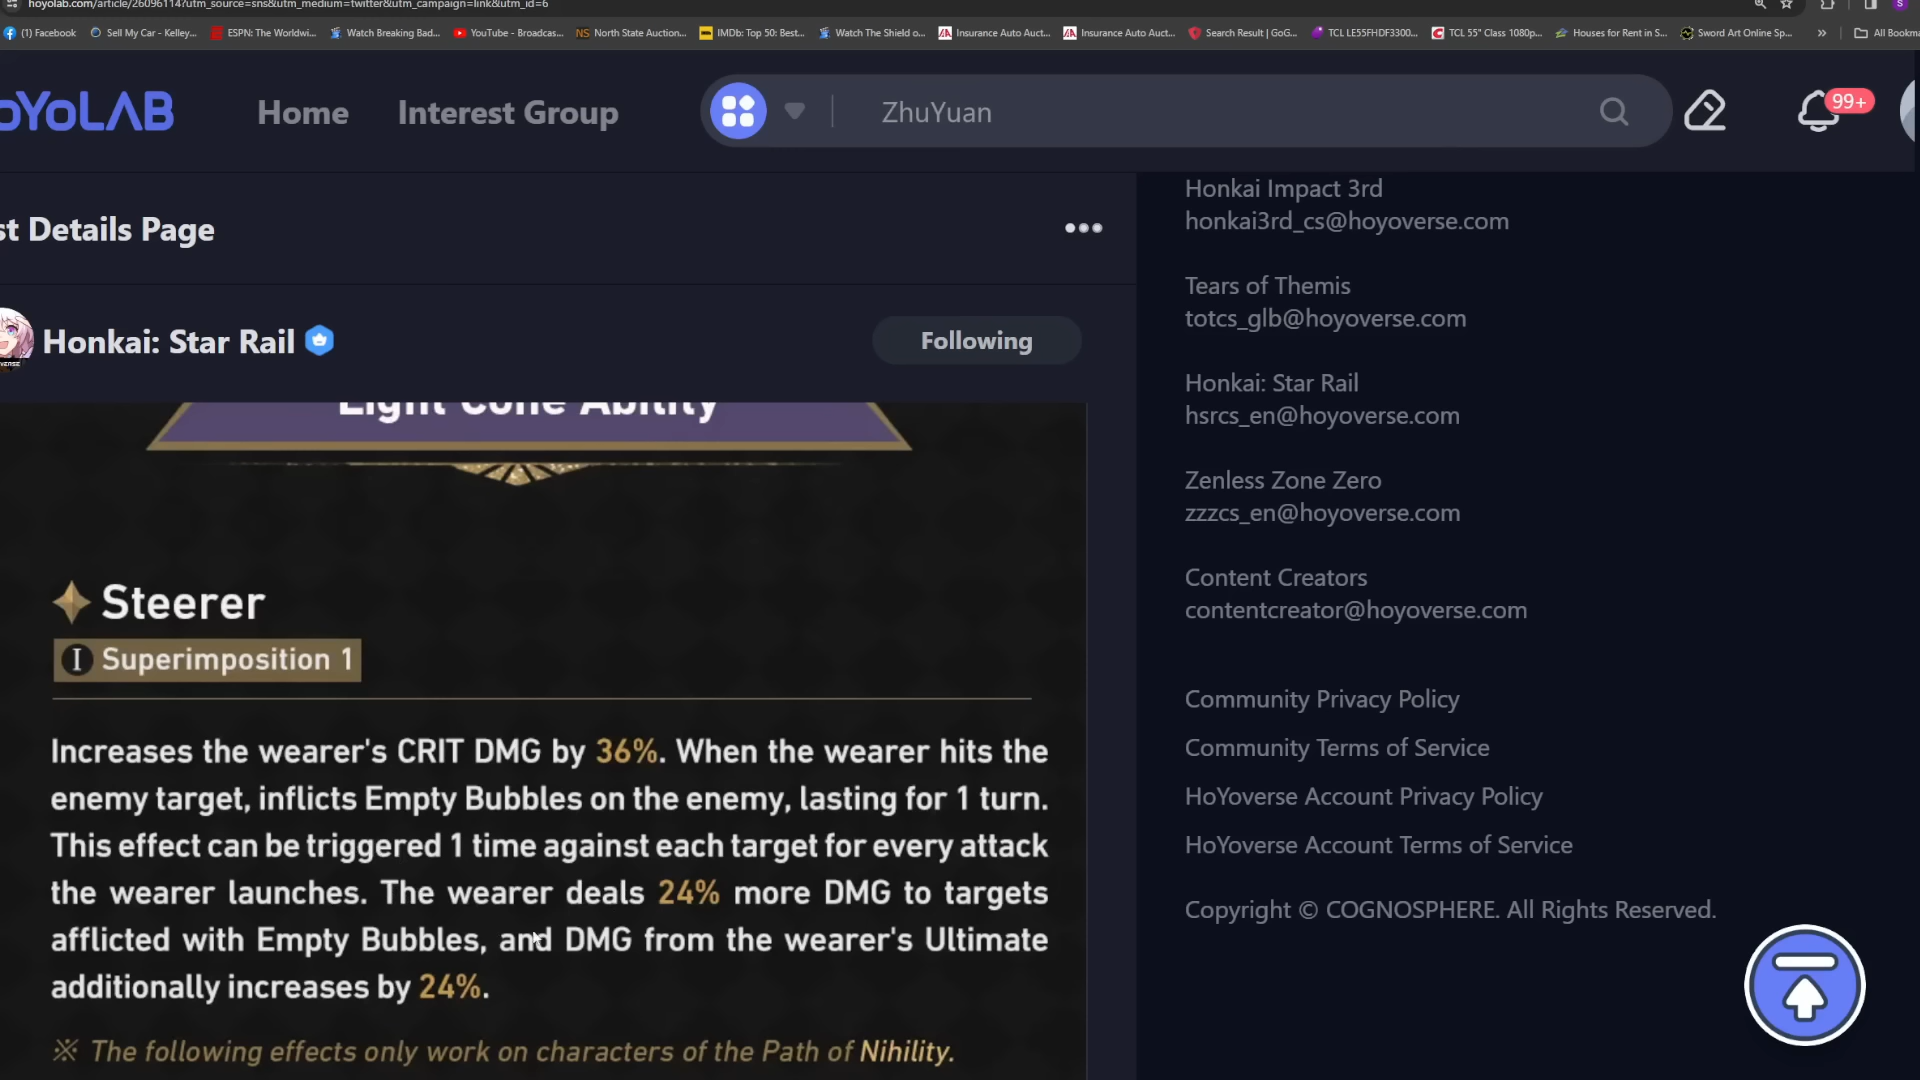 hoyolab.com/article/26096114?utm_source=sns&utm_medium=twitter&utm_campaign=link&utm_id=6
(1) Facebook
Sell My Car - Kelley...
ESPN: The Worldwi...
Watch Breaking Bad...
YouTube - Broadcas...
NS North State Auction...
IMDb: Top 50: Best...
Watch The Shield o...
Insurance Auto Auct...
Insurance Auto Auct...
Search Result | GoG...
TCL LE55FHDF3300...
TCL 55" Class 1080p...
Houses for Rent in S...
Sword Art Online Sp...
»
All Bookma
oYoLAB
Home
Interest Group
ZhuYuan
99+
st Details Page
Honkai: Star Rail
Following
Light Cone Ability
Steerer
I Superimposition 1
Increases the wearer's CRIT DMG by 36%. When the wearer hits the
enemy target, inflicts Empty Bubbles on the enemy, lasting for 1 turn.
This effect can be triggered 1 time against each target for every attack
the wearer launches. The wearer deals 24% more DMG to targets
afflicted with Empty Bubbles, and DMG from the wearer's Ultimate
additionally increases by 24%.
※ The following effects only work on characters of the Path of Nihility.
Honkai Impact 3rd
honkai3rd_cs@hoyoverse.com
Tears of Themis
totcs_glb@hoyoverse.com
Honkai: Star Rail
hsrcs_en@hoyoverse.com
Zenless Zone Zero
zzzcs_en@hoyoverse.com
Content Creators
contentcreator@hoyoverse.com
Community Privacy Policy
Community Terms of Service
HoYoverse Account Privacy Policy
HoYoverse Account Terms of Service
Copyright © COGNOSPHERE. All Rights Reserved.